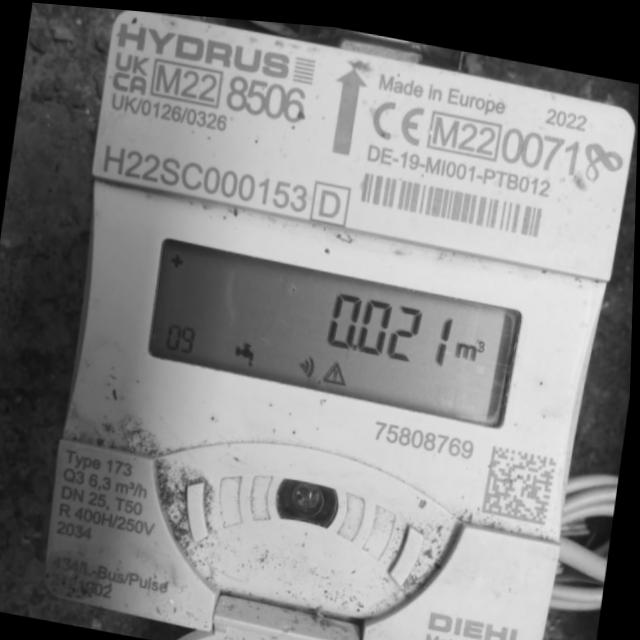 HYDRUS
UK CA M22 8506
UK/0126/0326
H22SC000153 D
Made in Europe 2022
CE M22 0071
DE-19-MI001-PTB012
+
0.021 m³
09
75808769
Type 173
Q3 6,3 m³/h
DN 25, T50
R 400H/250V
2034
Bus/Pulse
DIEHL